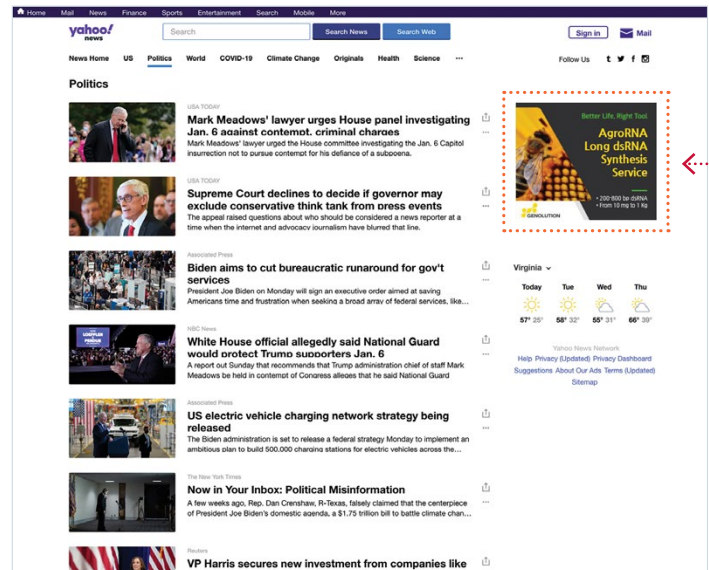 Home Mail News Finance Sports Entertainment Search Mobile More
yahoo!
news
Search
Search News
Search Web
Sign in
Mail
News Home US Politics World COVID-19 Climate Change Originals Health Science ...
Follow Us
Politics
USA TODAY
Mark Meadows' lawyer urges House panel investigating
Jan. 6 against contempt, criminal charges
Mark Meadows' lawyer urged the House committee investigating the Jan. 6 Capitol
insurrection not to pursue contempt for his defiance of a subpoena.
USA TODAY
Supreme Court declines to decide if governor may
exclude conservative think tank from press events
The appeal raised questions about who should be considered a news reporter at a
time when the internet and advocacy journalism have blurred that line.
Associated Press
Biden aims to cut bureaucratic runaround for gov't
services
President Joe Biden on Monday will sign an executive order aimed at saving
Americans time and frustration when seeking a broad array of federal services, like...
NBC News
White House official allegedly said National Guard
would protect Trump supporters Jan. 6
A report out Sunday that recommends that Trump administration chief of staff Mark
Meadows be held in contempt of Congress alleges that he said National Guard
Associated Press
US electric vehicle charging network strategy being
released
The Biden administration is set to release a federal strategy Monday to implement an
ambitious plan to build 500,000 charging stations for electric vehicles across the...
The New York Times
Now in Your Inbox: Political Misinformation
A few weeks ago, Rep. Dan Crenshaw, R-Texas, falsely claimed that the centerpiece
of President Joe Biden's domestic agenda, a $1.75 trillion bill to battle climate chan...
Reuters
VP Harris secures new investment from companies like
Better Life, Right Tool
AgroRNA
Long dsRNA
Synthesis
Service
• 200-800 bp dsRNA
• From 10 mg to 1 Kg
GENOLUTION
Virginia
Today Tue Wed Thu
57° 25° 58° 32° 55° 31° 66° 39°
Yahoo News Network
Help Privacy (Updated) Privacy Dashboard
Suggestions About Our Ads Terms (Updated)
Sitemap